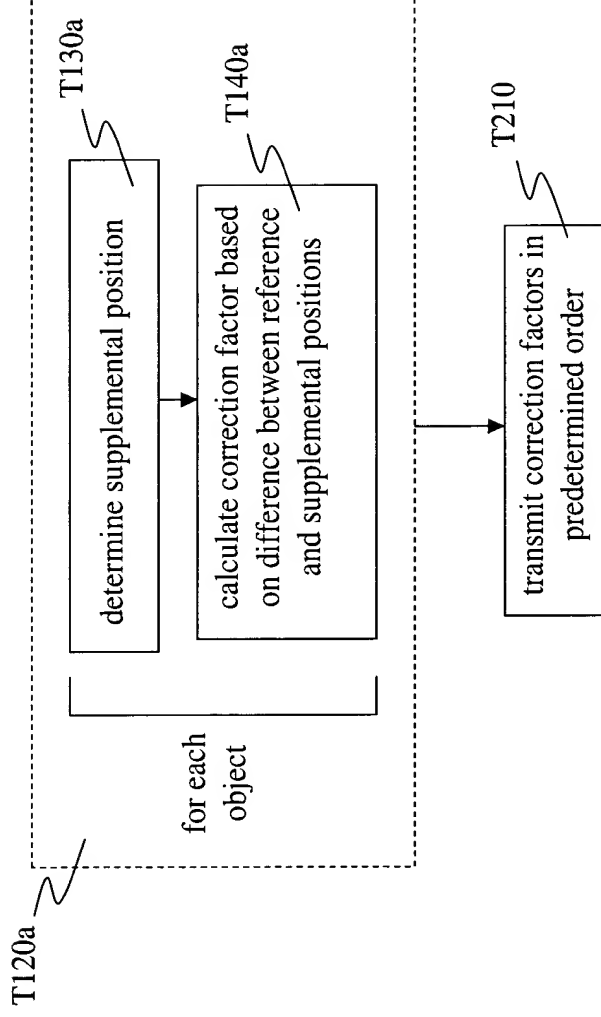 T120a
for each
object
T130a
determine supplemental position
T140a
calculate correction factor based
on difference between reference
and supplemental positions
T210
transmit correction factors in
predetermined order